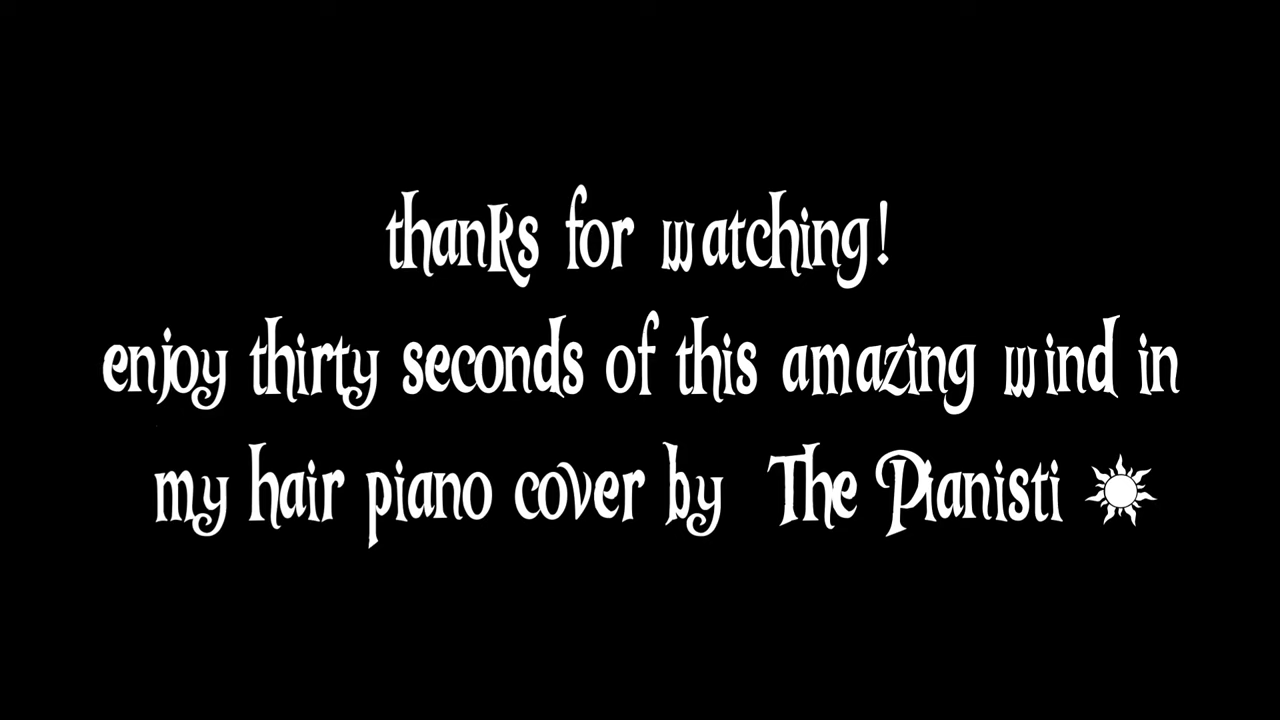 thanks for watching!
enjoy thirty seconds of this amazing wind in
my hair piano cover by The Pianisti